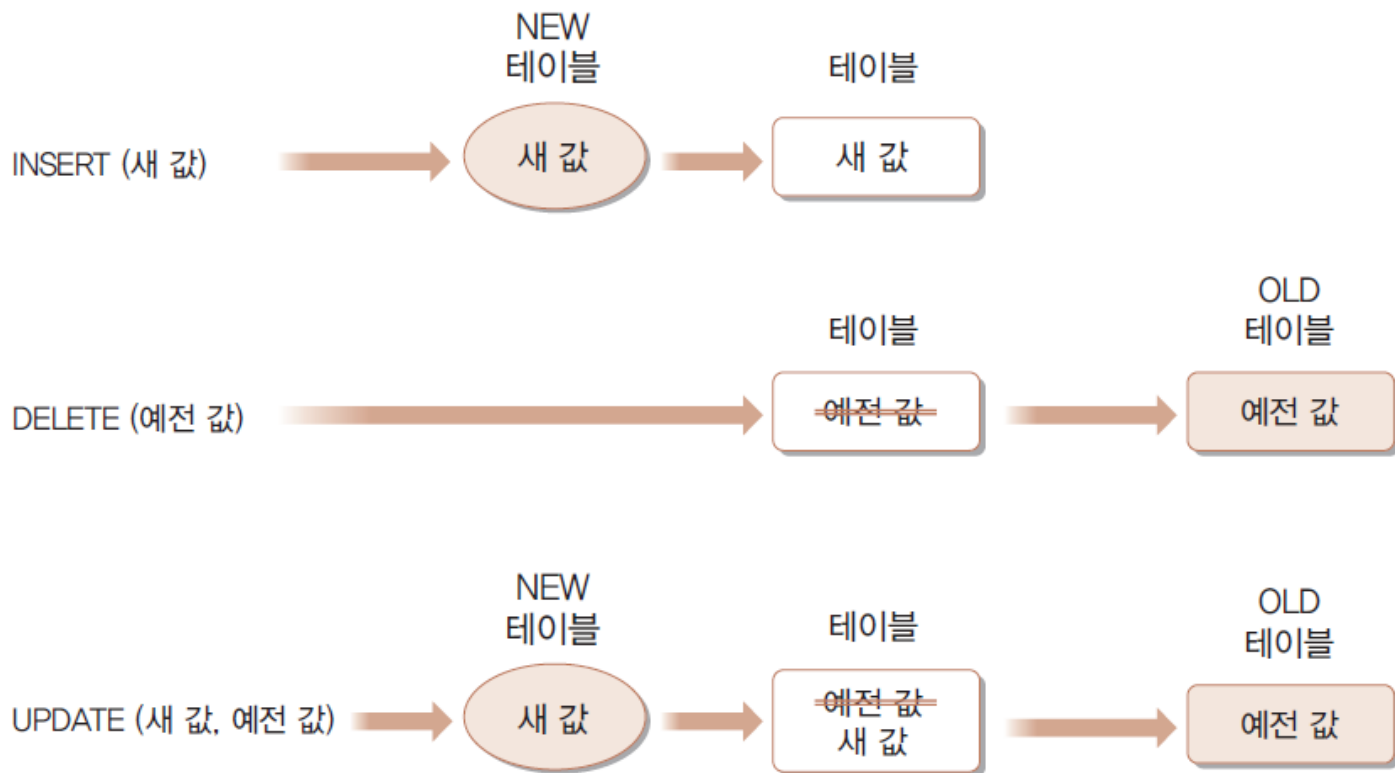 NEW
테이블
테이블
INSERT (새 값)
새 값
새 값
OLD
테이블
테이블
DELETE (예전 값)
예전 값
예전 값
NEW
테이블
테이블
OLD
테이블
UPDATE (새 값, 예전 값)
새 값
예전 값
새 값
예전 값